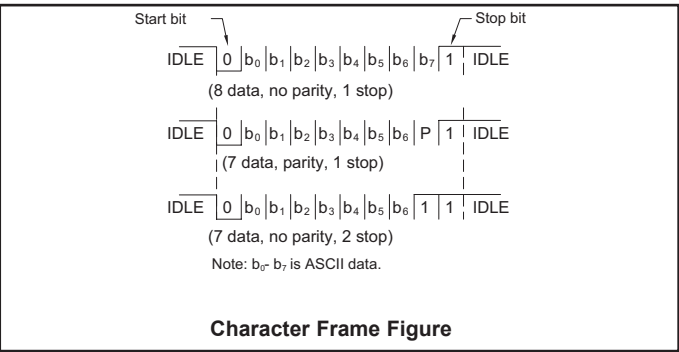 Start bit Stop bit
IDLE 0 b₀ b₁ b₂ b₃ b₄ b₅ b₆ b₇ 1 IDLE
(8 data, no parity, 1 stop)
IDLE 0 b₀ b₁ b₂ b₃ b₄ b₅ b₆ P 1 IDLE
(7 data, parity, 1 stop)
IDLE 0 b₀ b₁ b₂ b₃ b₄ b₅ b₆ 1 1 IDLE
(7 data, no parity, 2 stop)
Note: b₀- b₇ is ASCII data.
Character Frame Figure